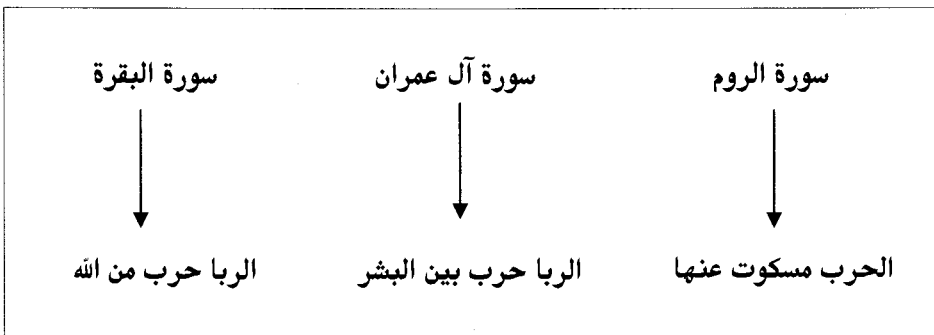 سورة الروم سورة آل عمران سورة البقرة
الحرب مسكوت عنها الربا حرب بين البشر الربا حرب من الله